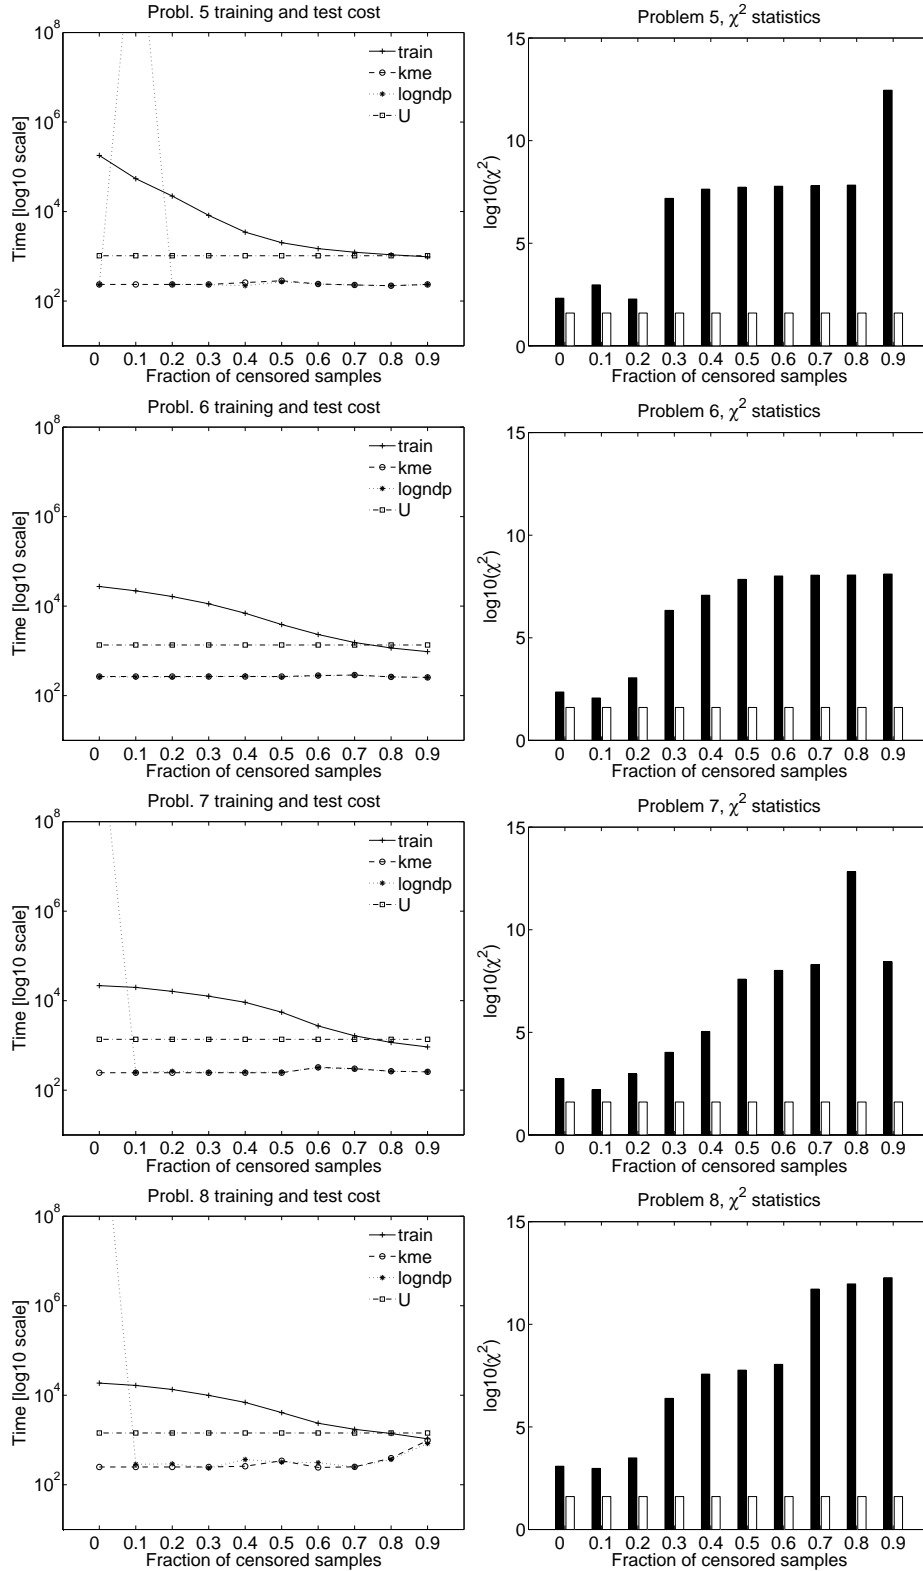 Probl. 5 training and test cost
10^8
10^6
10^4
10^2
Time [log10 scale]
train
kme
logndp
U
0 0.1 0.2 0.3 0.4 0.5 0.6 0.7 0.8 0.9
Fraction of censored samples
Problem 5, χ^2 statistics
15
10
5
0
log10(χ^2)
0 0.1 0.2 0.3 0.4 0.5 0.6 0.7 0.8 0.9
Fraction of censored samples
Probl. 6 training and test cost
10^8
10^6
10^4
10^2
Time [log10 scale]
train
kme
logndp
U
0 0.1 0.2 0.3 0.4 0.5 0.6 0.7 0.8 0.9
Fraction of censored samples
Problem 6, χ^2 statistics
15
10
5
0
log10(χ^2)
0 0.1 0.2 0.3 0.4 0.5 0.6 0.7 0.8 0.9
Fraction of censored samples
Probl. 7 training and test cost
10^8
10^6
10^4
10^2
Time [log10 scale]
train
kme
logndp
U
0 0.1 0.2 0.3 0.4 0.5 0.6 0.7 0.8 0.9
Fraction of censored samples
Problem 7, χ^2 statistics
15
10
5
0
log10(χ^2)
0 0.1 0.2 0.3 0.4 0.5 0.6 0.7 0.8 0.9
Fraction of censored samples
Probl. 8 training and test cost
10^8
10^6
10^4
10^2
Time [log10 scale]
train
kme
logndp
U
0 0.1 0.2 0.3 0.4 0.5 0.6 0.7 0.8 0.9
Fraction of censored samples
Problem 8, χ^2 statistics
15
10
5
0
log10(χ^2)
0 0.1 0.2 0.3 0.4 0.5 0.6 0.7 0.8 0.9
Fraction of censored samples